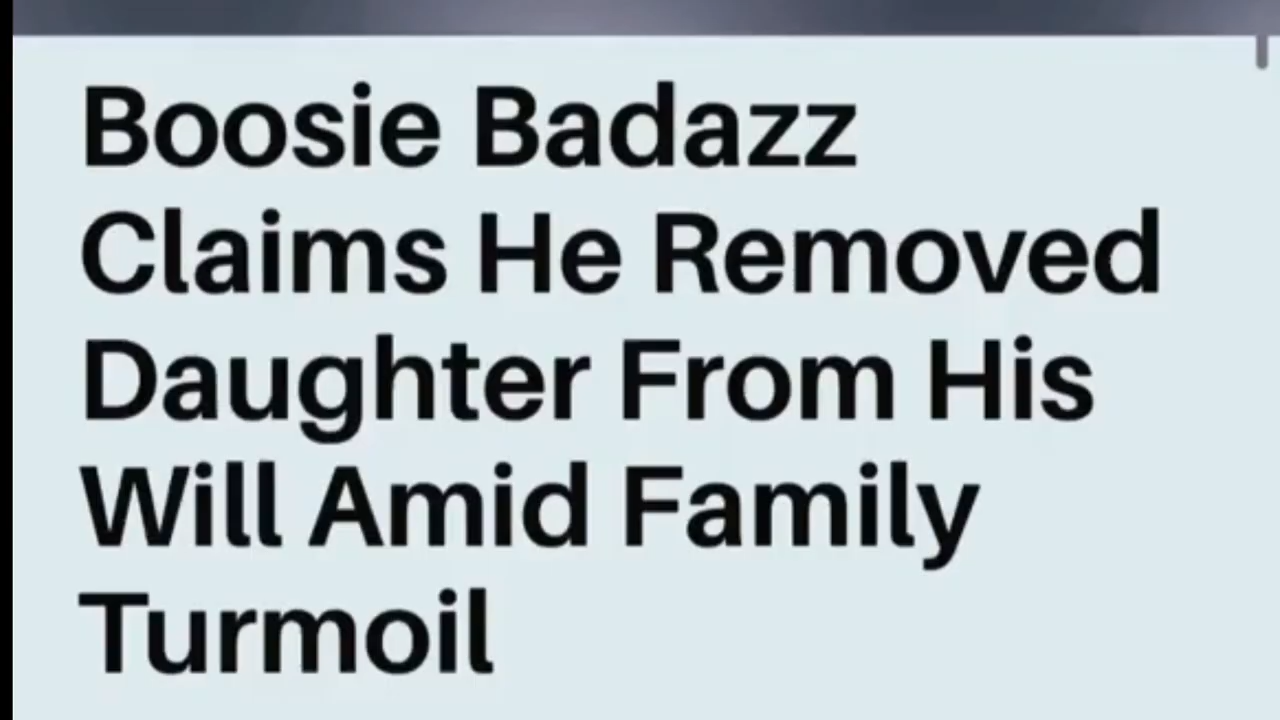 Boosie Badazz
Claims He Removed
Daughter From His
Will Amid Family
Turmoil